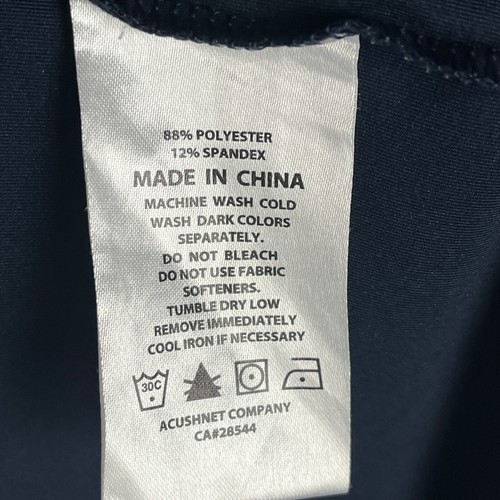 88% POLYESTER
12% SPANDEX
MADE IN CHINA
MACHINE WASH COLD
WASH DARK COLORS
SEPARATELY.
DO NOT BLEACH
DO NOT USE FABRIC
SOFTENERS.
TUMBLE DRY LOW
REMOVE IMMEDIATELY
COOL IRON IF NECESSARY
30C
ACUSHNET COMPANY
CA#28544